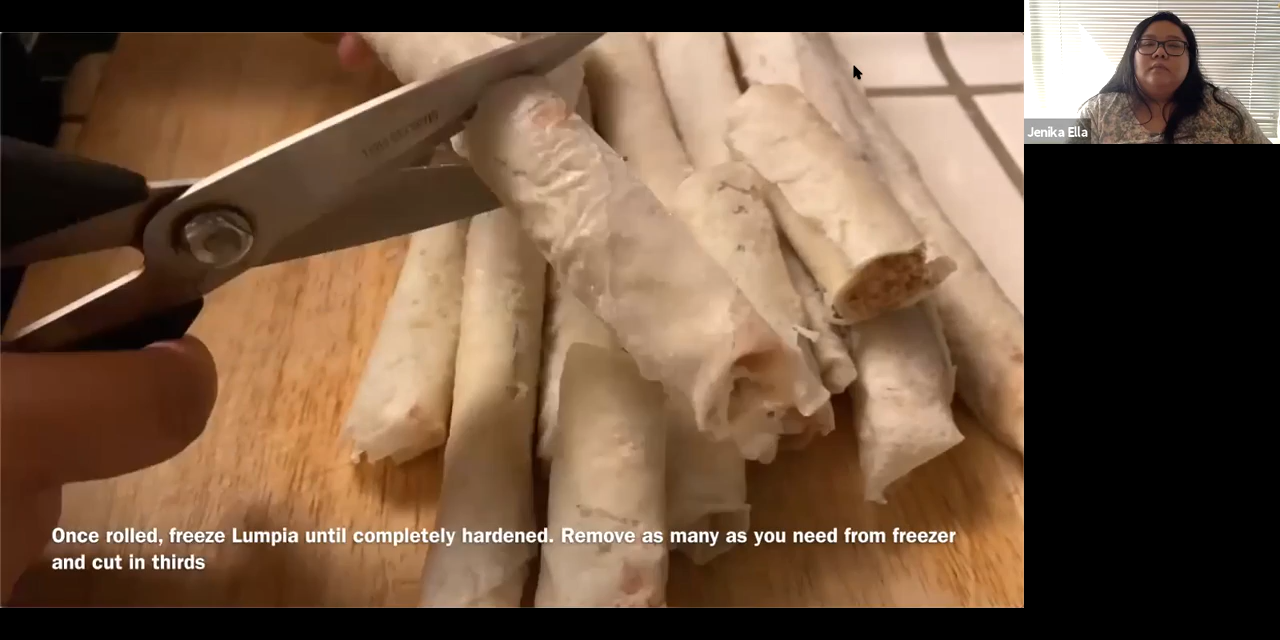 Jenika Ella
Once rolled, freeze Lumpia until completely hardened. Remove as many as you need from freezer
and cut in thirds